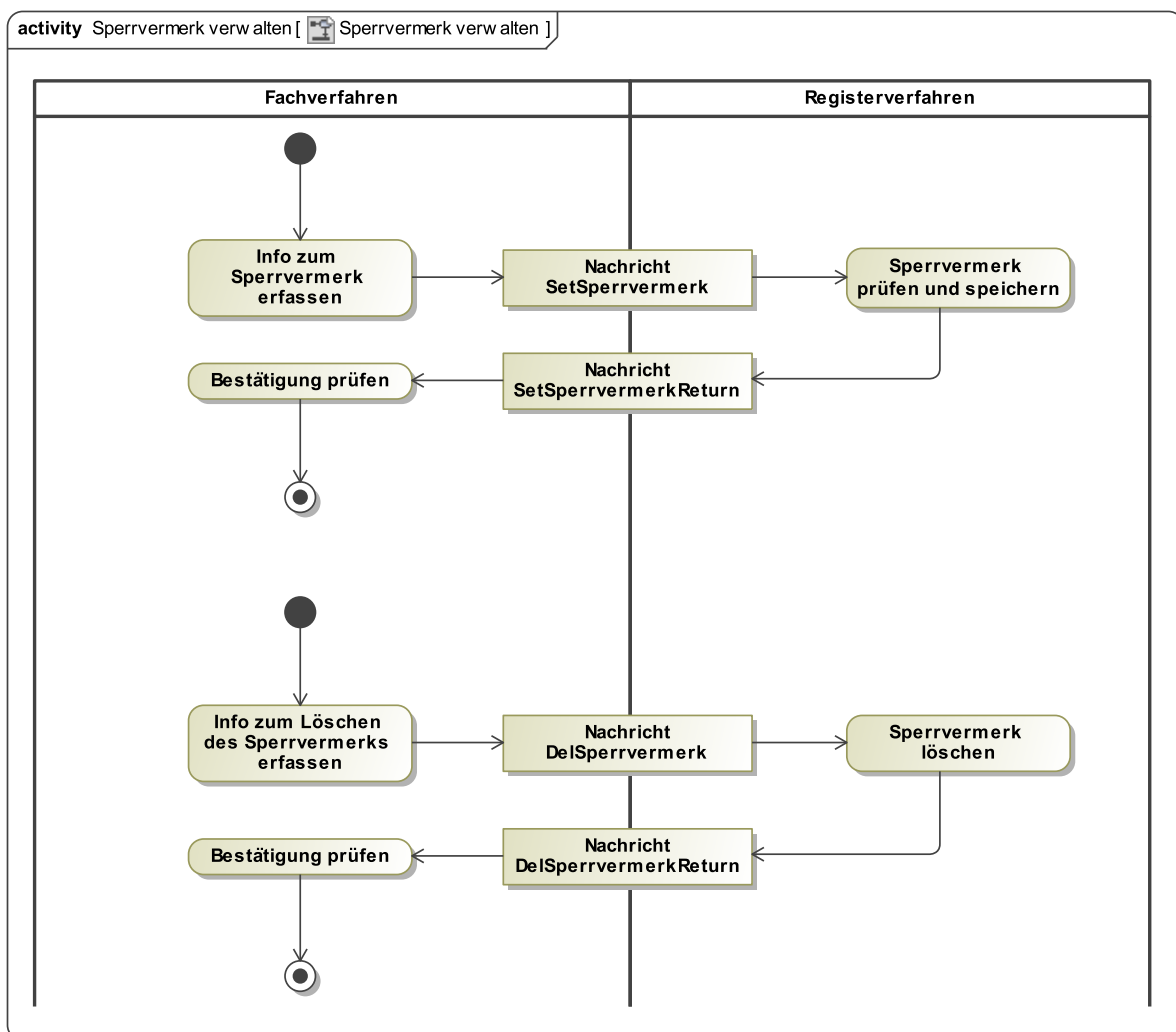 activity Sperrvermerk verwalten [ Sperrvermerk verwalten ]
Fachverfahren
Registerverfahren
Info zum
Sperrvermerk
erfassen
Nachricht
SetSperrvermerk
Sperrvermerk
prüfen und speichern
Bestätigung prüfen
Nachricht
SetSperrvermerkReturn
Info zum Löschen
des Sperrvermerks
erfassen
Nachricht
DelSperrvermerk
Sperrvermerk
löschen
Bestätigung prüfen
Nachricht
DelSperrvermerkReturn